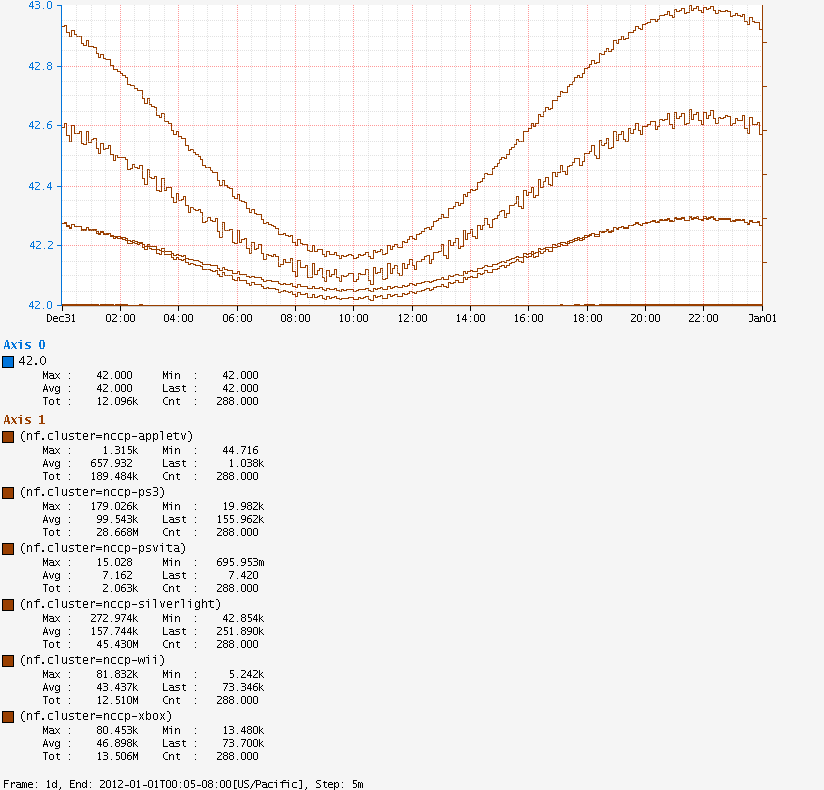 43.0
42.8
42.6
42.4
42.2
42.0
Dec31 02:00 04:00 06:00 08:00 10:00 12:00 14:00 16:00 18:00 20:00 22:00 Jan01
Axis 0
42.0
Max : 42.000 Min : 42.000
Avg : 42.000 Last : 42.000
Tot : 12.096k Cnt : 288.000
Axis 1
(nf.cluster=nccp-appletv)
Max : 1.315k Min : 44.716
Avg : 657.932 Last : 1.038k
Tot : 189.484k Cnt : 288.000
(nf.cluster=nccp-ps3)
Max : 179.026k Min : 19.982k
Avg : 99.543k Last : 155.962k
Tot : 28.668M Cnt : 288.000
(nf.cluster=nccp-psvita)
Max : 15.028 Min : 695.953m
Avg : 7.162 Last : 7.420
Tot : 2.063k Cnt : 288.000
(nf.cluster=nccp-silverlight)
Max : 272.974k Min : 42.854k
Avg : 157.744k Last : 251.890k
Tot : 45.430M Cnt : 288.000
(nf.cluster=nccp-wii)
Max : 81.832k Min : 5.242k
Avg : 43.437k Last : 73.346k
Tot : 12.510M Cnt : 288.000
(nf.cluster=nccp-xbox)
Max : 80.453k Min : 13.480k
Avg : 46.898k Last : 73.700k
Tot : 13.506M Cnt : 288.000
Frame: 1d, End: 2012-01-01T00:05-08:00[US/Pacific], Step: 5m